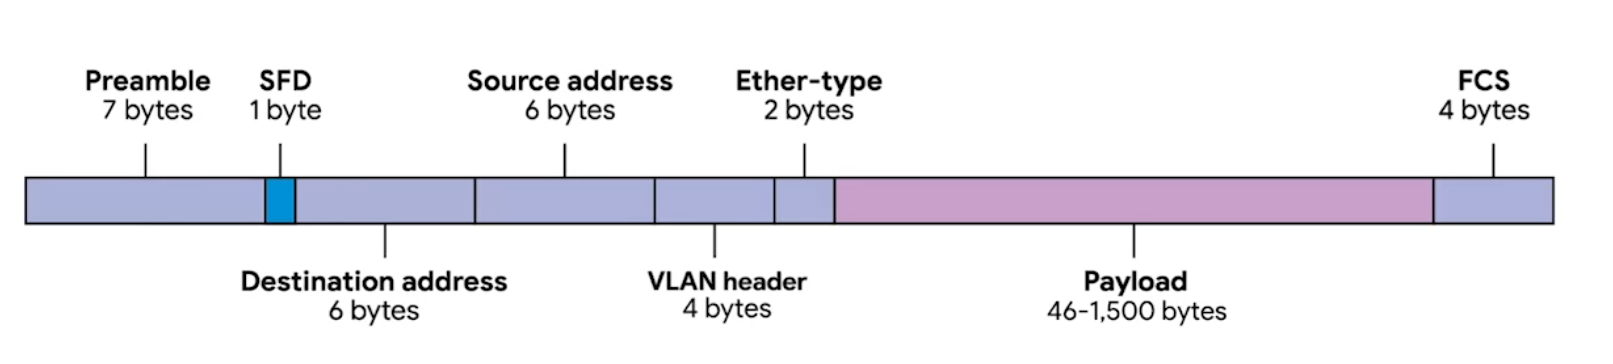 Preamble
7 bytes
SFD
1 byte
Source address
6 bytes
Ether-type
2 bytes
FCS
4 bytes
Destination address
6 bytes
VLAN header
4 bytes
Payload
46-1,500 bytes